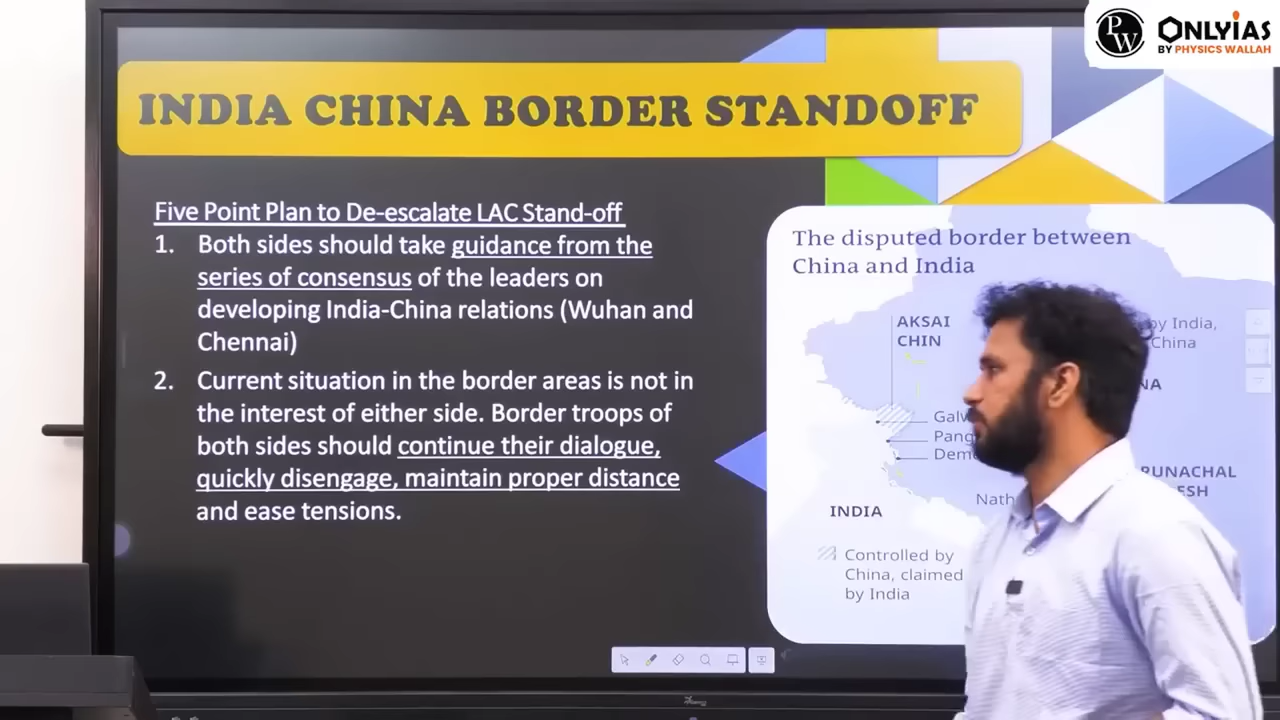 PW
ONLYIAS
BY PHYSICS WALLAH
INDIA CHINA BORDER STANDOFF
Five Point Plan to De-escalate LAC Stand-off
1. Both sides should take guidance from the
series of consensus of the leaders on
developing India-China relations (Wuhan and
Chennai)
2. Current situation in the border areas is not in
the interest of either side. Border troops of
both sides should continue their dialogue,
quickly disengage, maintain proper distance
and ease tensions.
The disputed border between
China and India
AKSAI
CHIN
by India,
China
INDIA
Controlled by
China, claimed
by India